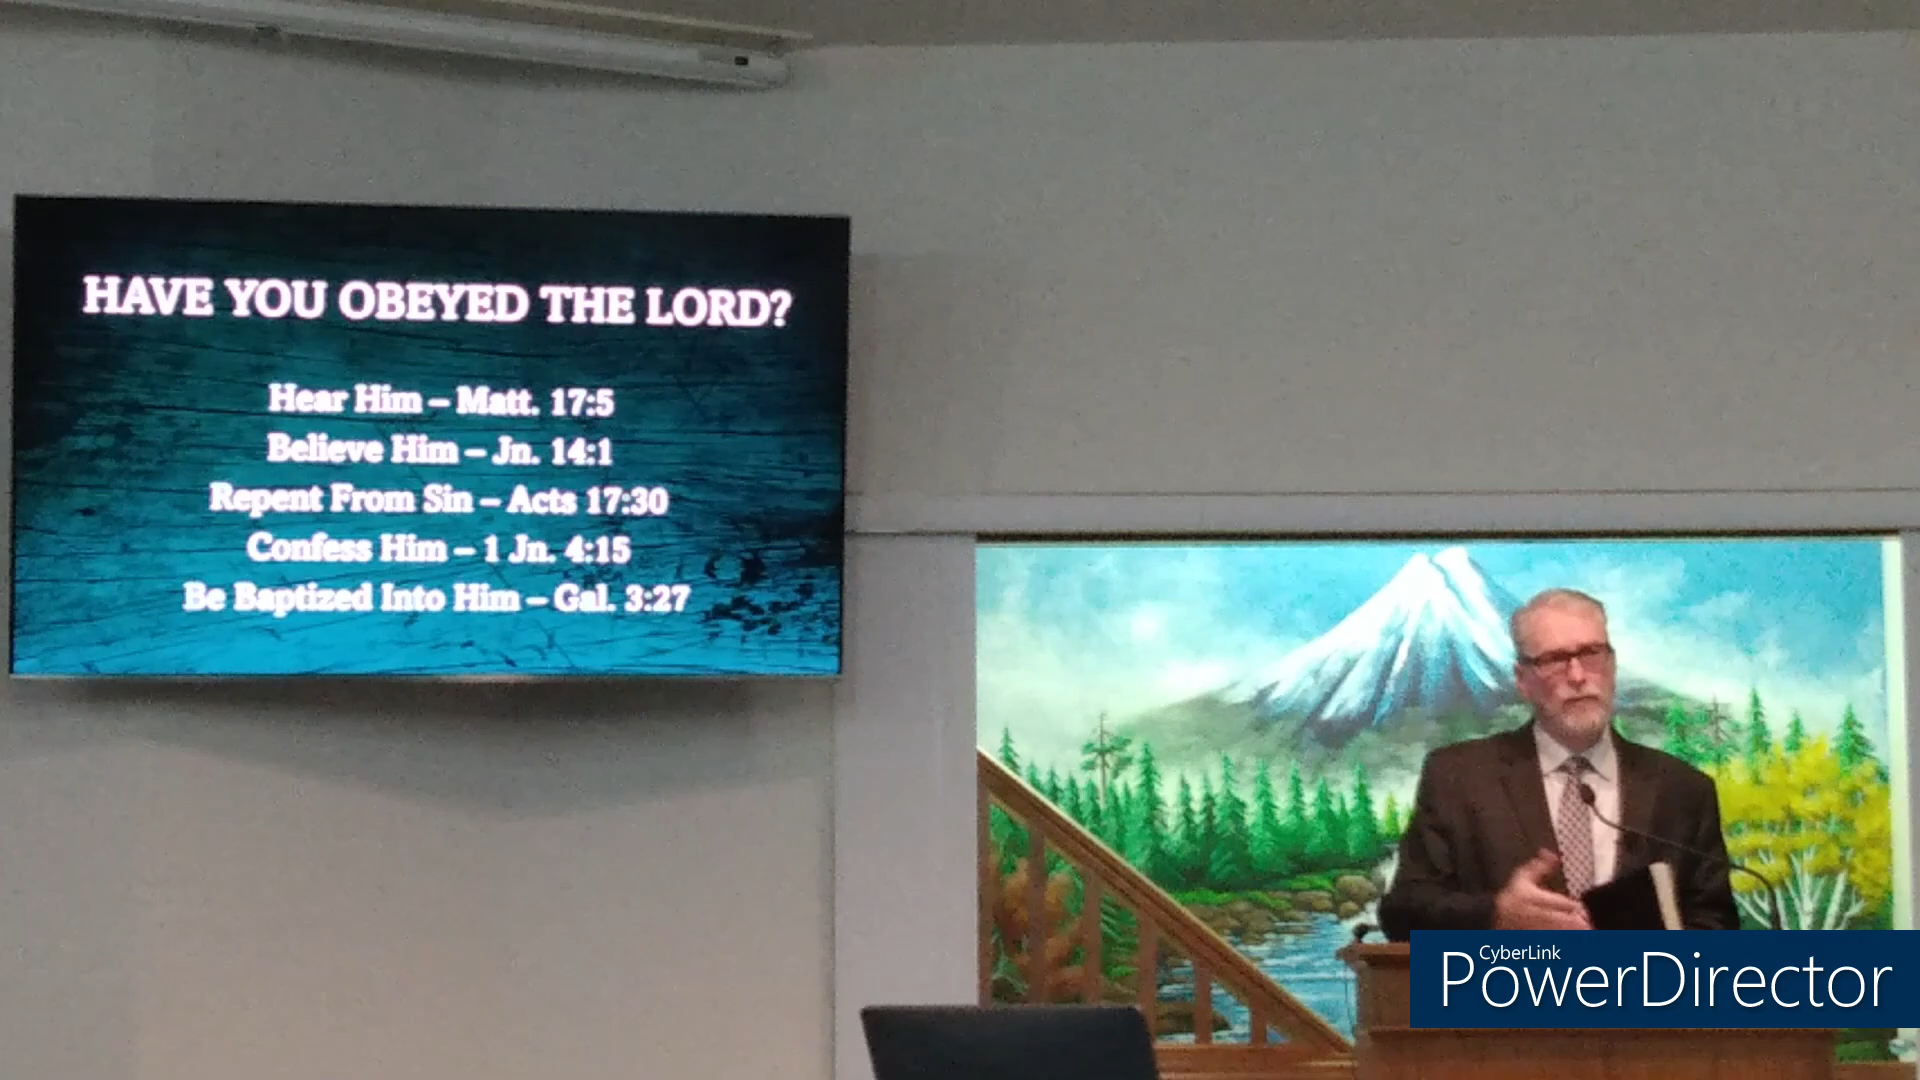 HAVE YOU OBEYED THE LORD?
Hear Him – Matt. 17:5
Believe Him – Jn. 14:1
Repent From Sin – Acts 17:30
Confess Him – 1 Jn. 4:15
Be Baptized Into Him – Gal. 3:27
CyberLink
PowerDirector